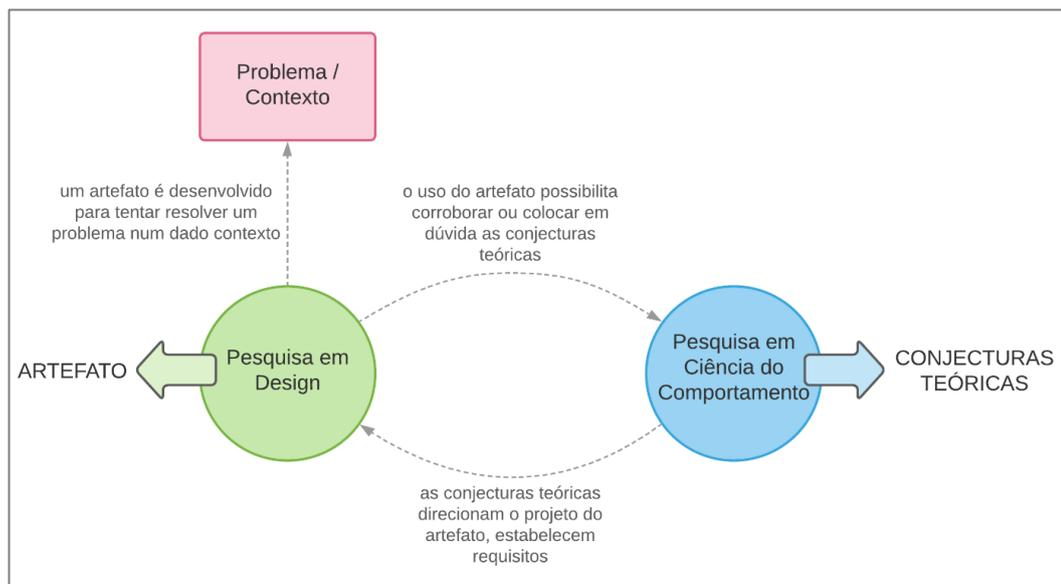 Problema /
Contexto
um artefato é desenvolvido
para tentar resolver um
problema num dado contexto
o uso do artefato possibilita
corroborar ou colocar em
dúvida as conjecturas
teóricas
ARTEFATO
Pesquisa em
Design
Pesquisa em
Ciência do
Comportamento
CONJECTURAS
TEÓRICAS
as conjecturas teóricas
direcionam o projeto do
artefato, estabelecem
requisitos